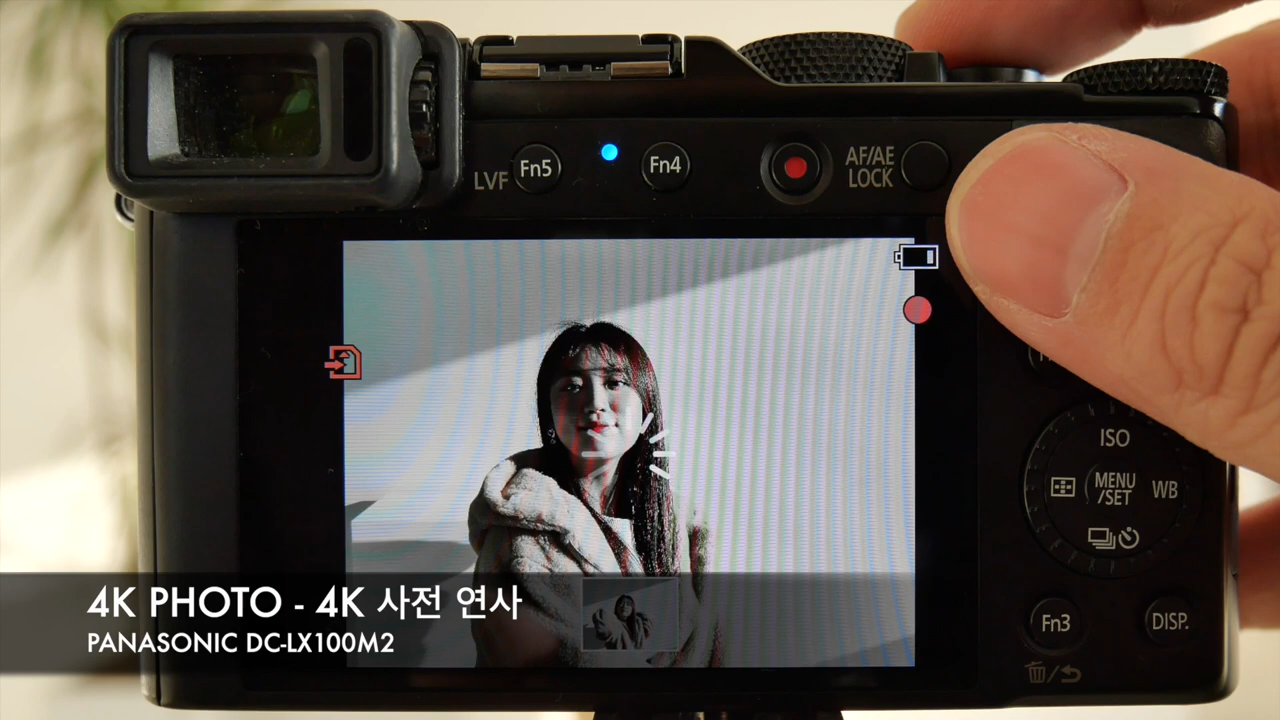 LVF
Fn5
Fn4
AF/AE
LOCK
ISO
MENU
/SET
WB
4K PHOTO - 4K 사전 연사
PANASONIC DC-LX100M2
Fn3
DISP.